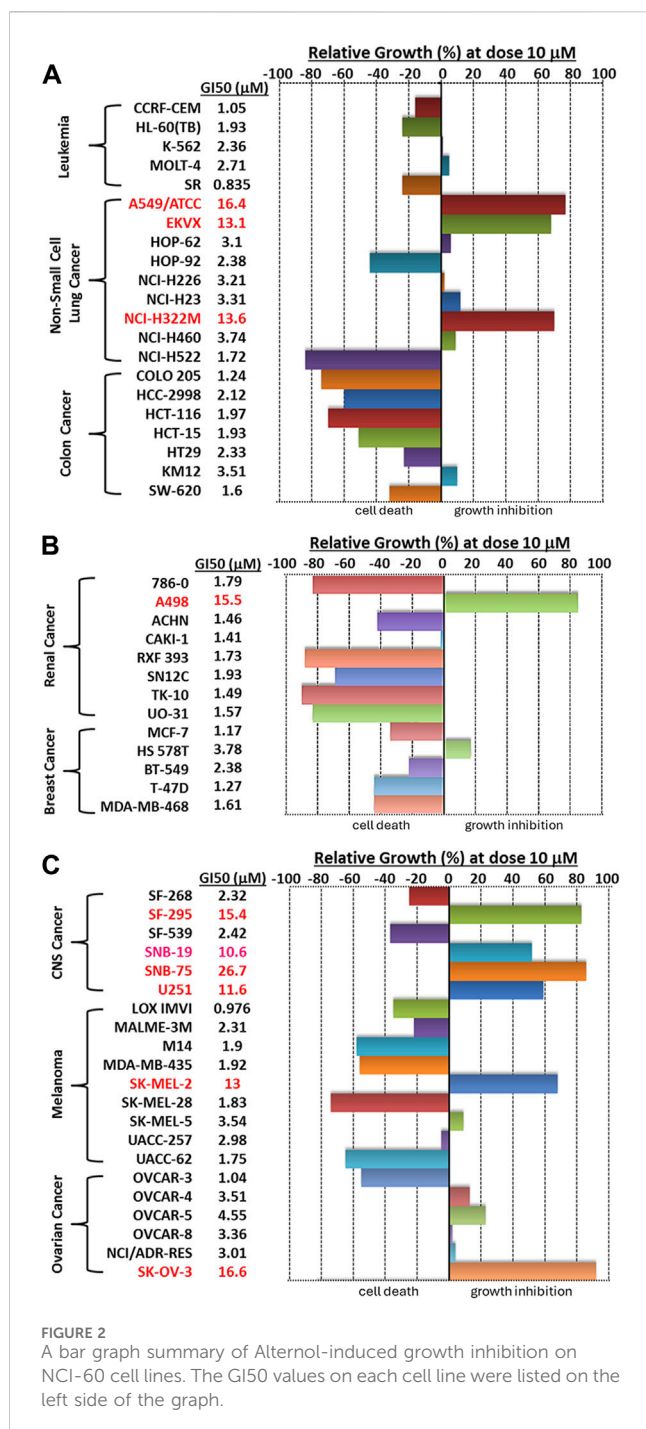 A
Relative Growth (%) at dose 10 µM
GI50 (µM)
-100 -80 -60 -40 -20 0 20 40 60 80 100
Leukemia
CCRF-CEM 1.05
HL-60(TB) 1.93
K-562 2.36
MOLT-4 2.71
SR 0.835
Non-Small Cell
Lung Cancer
A549/ATCC 16.4
EKVX 13.1
HOP-62 3.1
HOP-92 2.38
NCI-H226 3.21
NCI-H23 3.31
NCI-H322M 13.6
NCI-H460 3.74
NCI-H522 1.72
Colon Cancer
COLO 205 1.24
HCC-2998 2.12
HCT-116 1.97
HCT-15 1.93
HT29 2.33
KM12 3.51
SW-620 1.6
cell death growth inhibition
B
Relative Growth (%) at dose 10 µM
GI50 (µM)
-100 -80 -60 -40 -20 0 20 40 60 80 100
Renal Cancer
786-0 1.79
A498 15.5
ACHN 1.46
CAKI-1 1.41
RXF 393 1.73
SN12C 1.93
TK-10 1.49
UO-31 1.57
Breast Cancer
MCF-7 1.17
HS 578T 3.78
BT-549 2.38
T-47D 1.27
MDA-MB-468 1.61
cell death growth inhibition
C
Relative Growth (%) at dose 10 µM
GI50 (µM)
-100 -80 -60 -40 -20 0 20 40 60 80 100
CNS Cancer
SF-268 2.32
SF-295 15.4
SF-539 2.42
SNB-19 10.6
SNB-75 26.7
U251 11.6
Melanoma
LOX IMVI 0.976
MALME-3M 2.31
M14 1.9
MDA-MB-435 1.92
SK-MEL-2 13
SK-MEL-28 1.83
SK-MEL-5 3.54
UACC-257 2.98
UACC-62 1.75
Ovarian Cancer
OVCAR-3 1.04
OVCAR-4 3.51
OVCAR-5 4.55
OVCAR-8 3.36
NCI/ADR-RES 3.01
SK-OV-3 16.6
cell death growth inhibition
FIGURE 2
A bar graph summary of Alternol-induced growth inhibition on
NCI-60 cell lines. The GI50 values on each cell line were listed on the
left side of the graph.